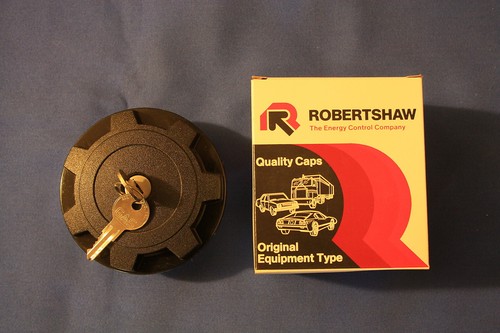 ROBERTSHAW
The Energy Control Company
Quality Caps
Original
Equipment Type